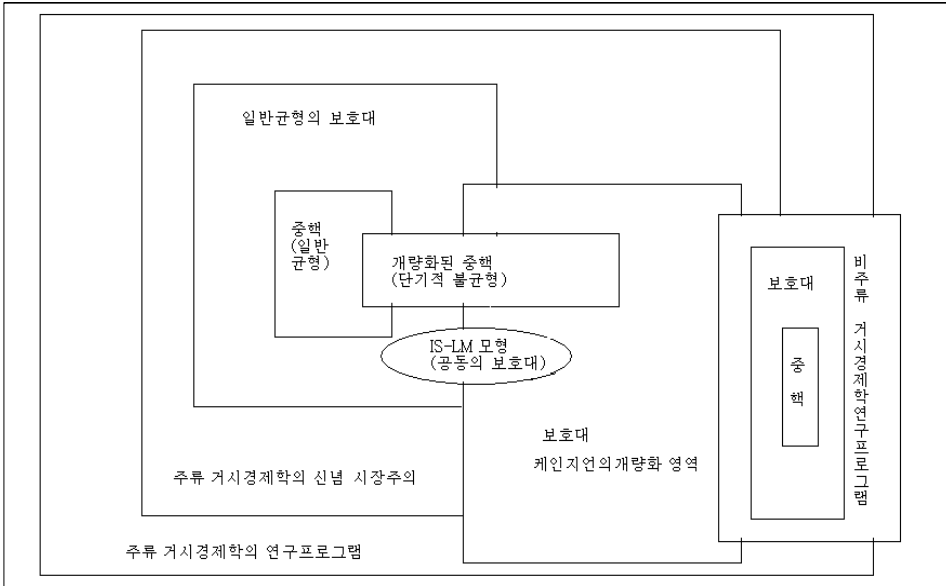 일반균형의 보호대
중핵
(일반
균형)
개량화된 중핵
(단기적 불균형)
IS-LM 모형
(공동의 보호대)
보호대
케인지언의개량화 영역
주류 거시경제학의 신념 시장주의
주류 거시경제학의 연구프로그램
보호대
중
핵
비주류 거시경제학연구프로그램